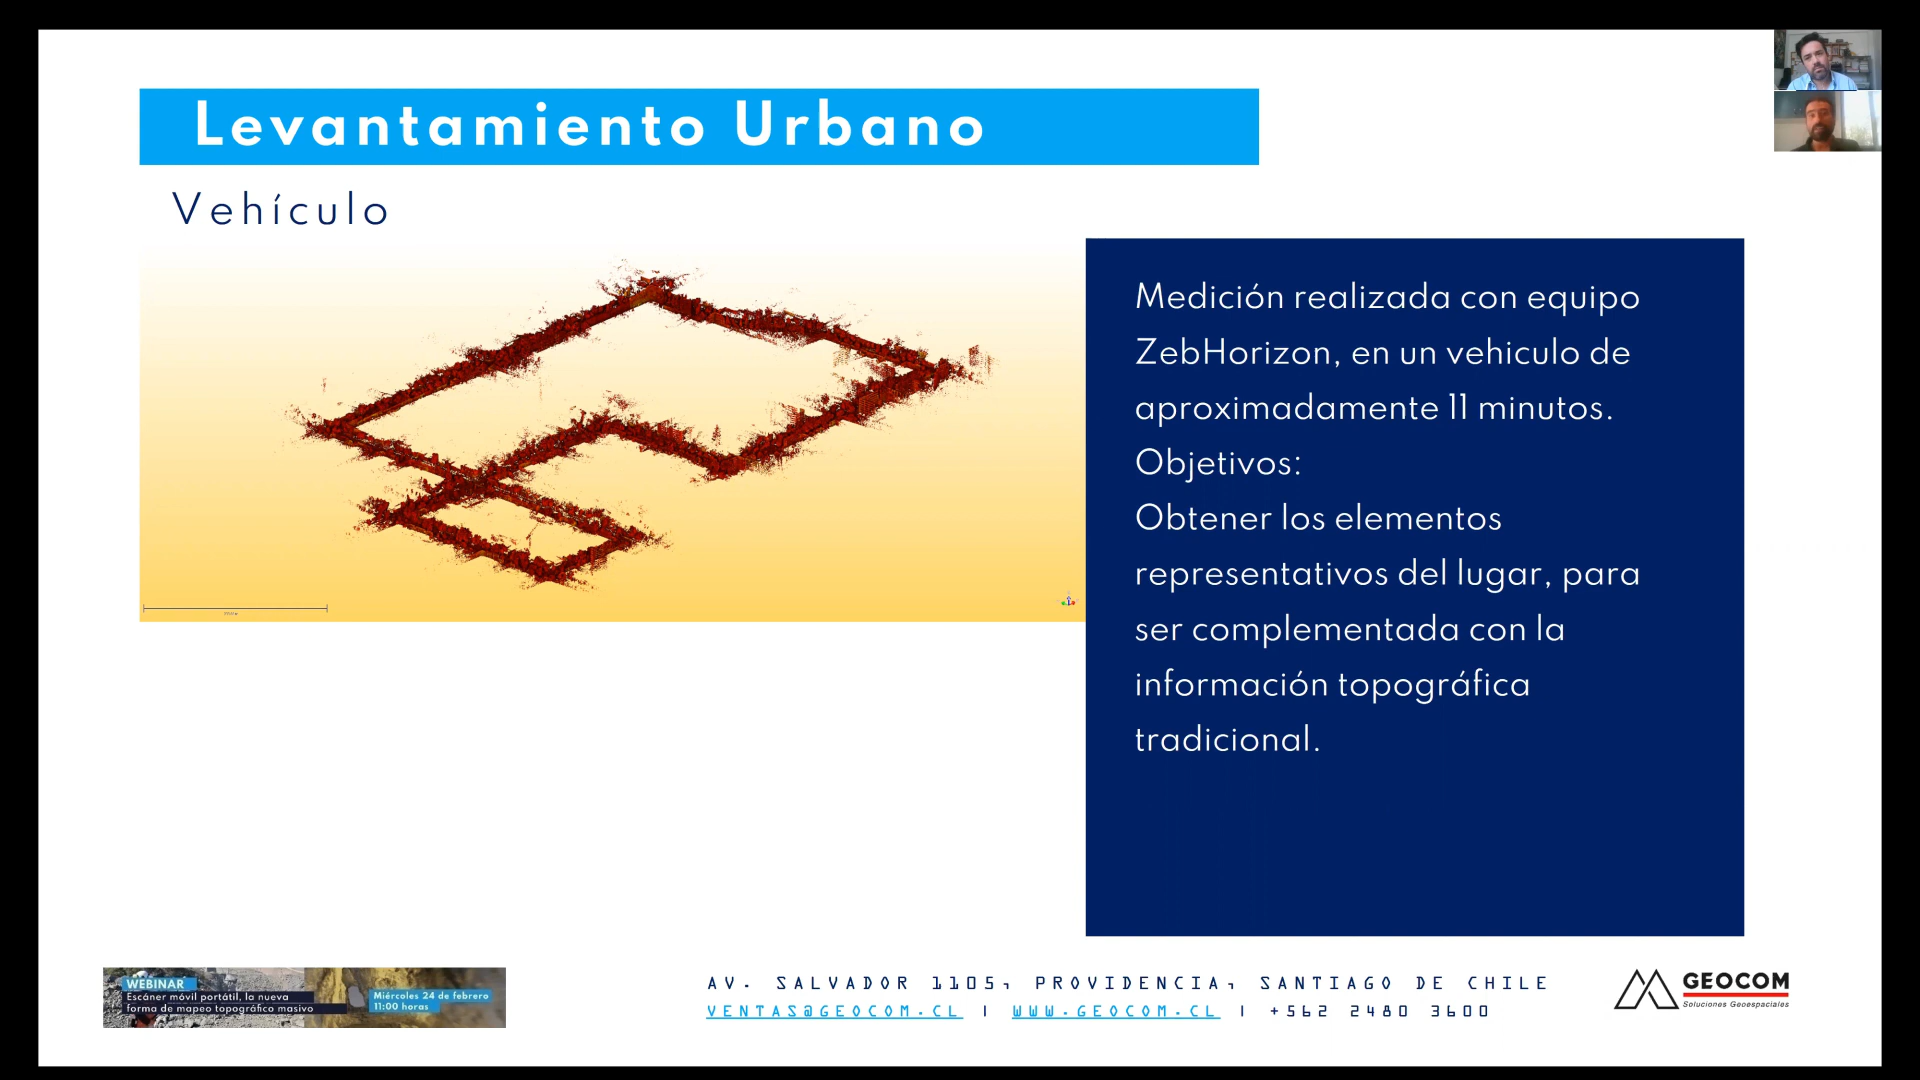 Levantamiento Urbano
Vehículo
Medición realizada con equipo
ZebHorizon, en un vehiculo de
aproximadamente 11 minutos.
Objetivos:
Obtener los elementos
representativos del lugar, para
ser complementada con la
información topográfica
tradicional.
WEBINAR
Escáner móvil portátil, la nueva
forma de mapeo topográfico masivo
Miércoles 24 de febrero
11:00 horas
AV. SALVADOR 1105, PROVIDENCIA, SANTIAGO DE CHILE
VENTAS@GEOCOM.CL | WWW.GEOCOM.CL | +562 2480 3600
GEOCOM
Soluciones Geoespaciales